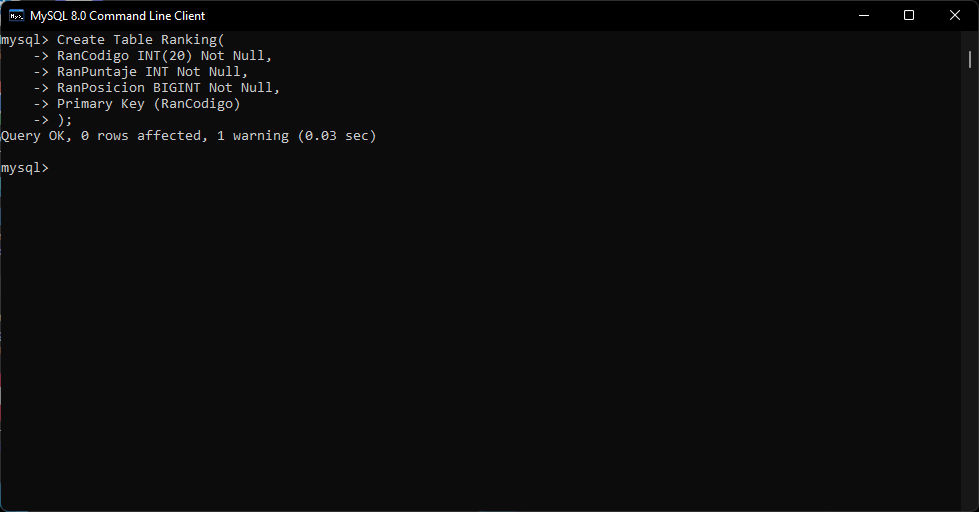 MySQL 8.0 Command Line Client
mysql> Create Table Ranking(
    -> RanCodigo INT(20) Not Null,
    -> RanPuntaje INT Not Null,
    -> RanPosicion BIGINT Not Null,
    -> Primary Key (RanCodigo)
    -> );
Query OK, 0 rows affected, 1 warning (0.03 sec)
mysql>